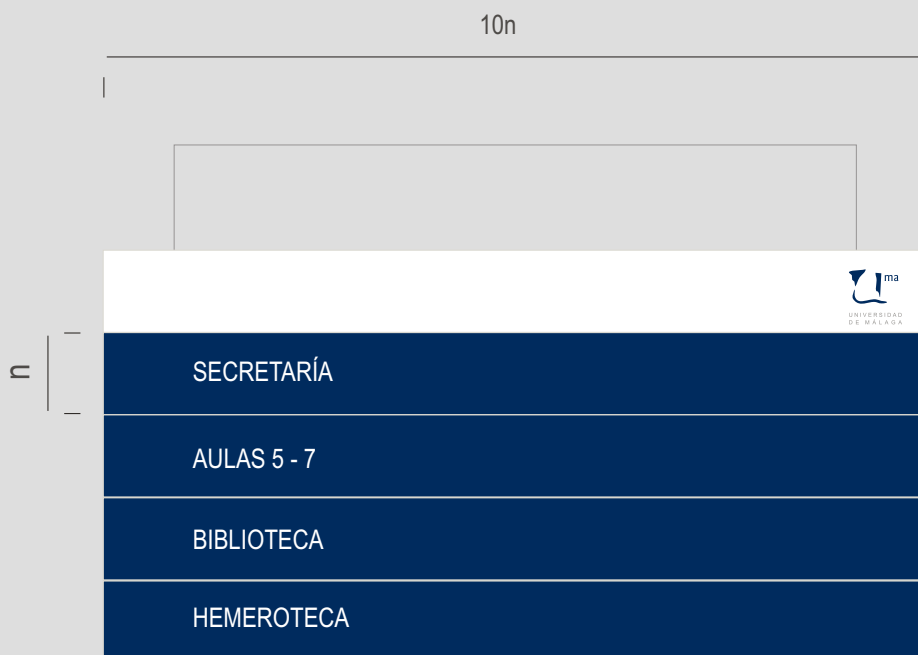 10n
ma
UNIVERSIDAD
DE MÁLAGA
n
SECRETARÍA
AULAS 5 - 7
BIBLIOTECA
HEMEROTECA